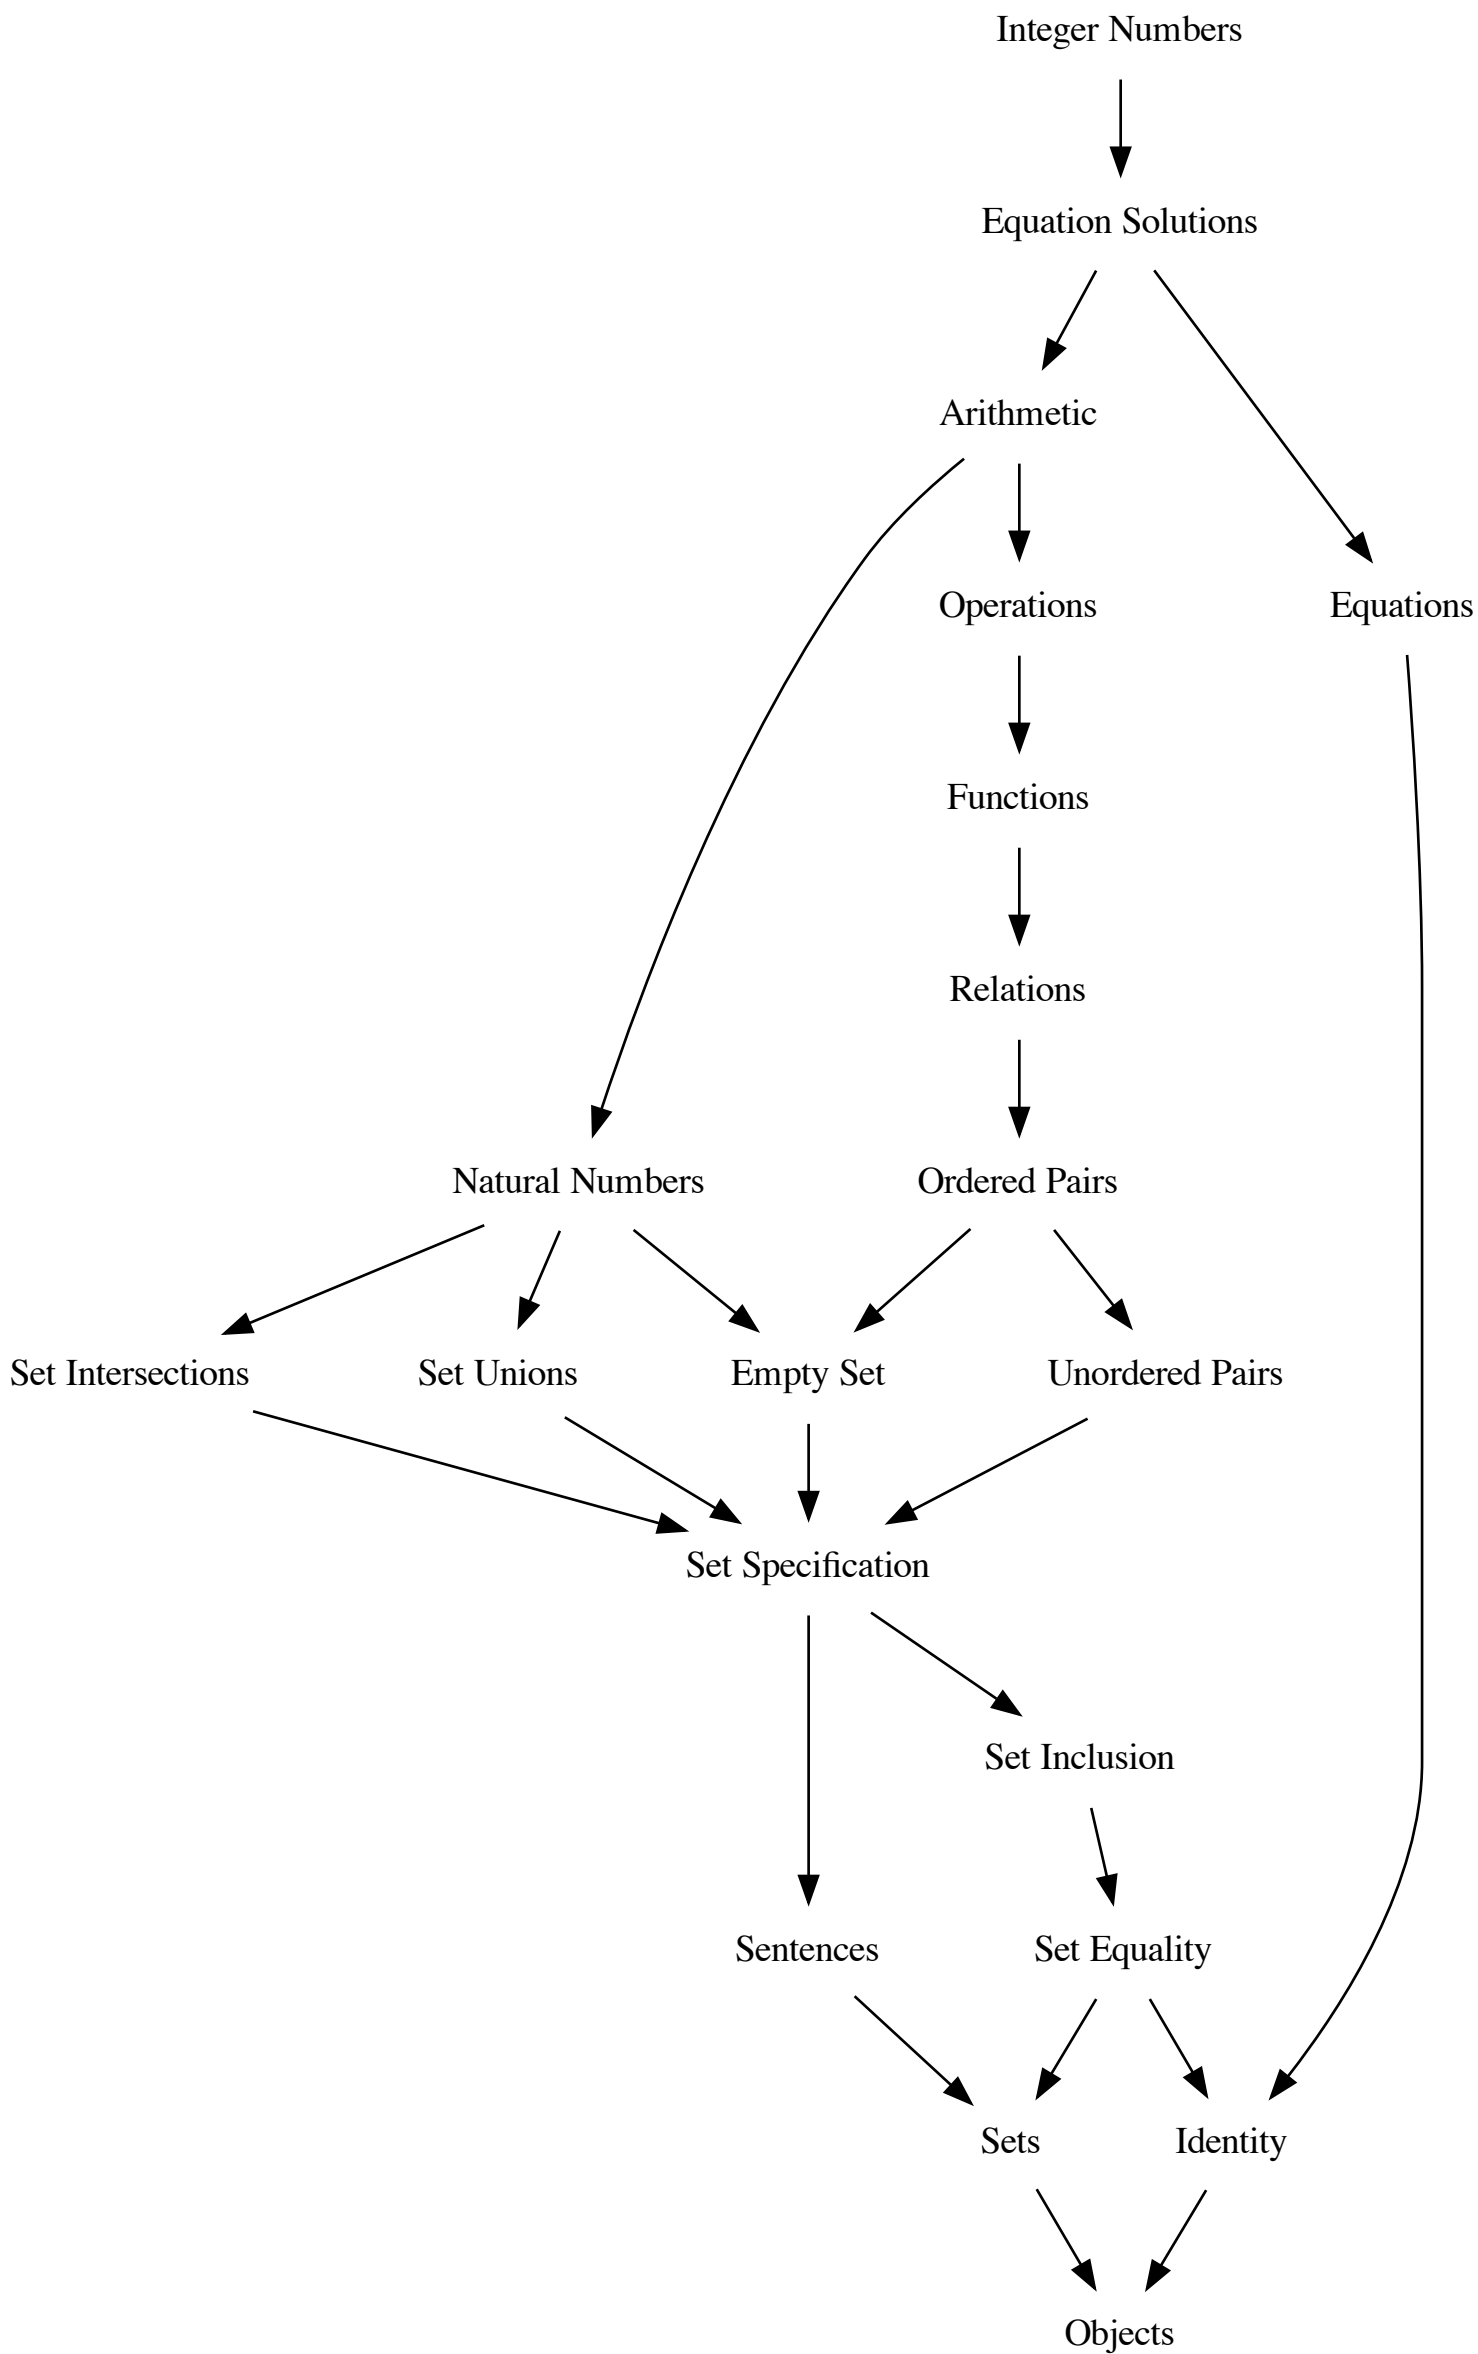 Integer Numbers
Equation Solutions
Arithmetic
Operations
Equations
Functions
Relations
Natural Numbers
Ordered Pairs
Set Intersections
Set Unions
Empty Set
Unordered Pairs
Set Specification
Set Inclusion
Sentences
Set Equality
Sets
Identity
Objects